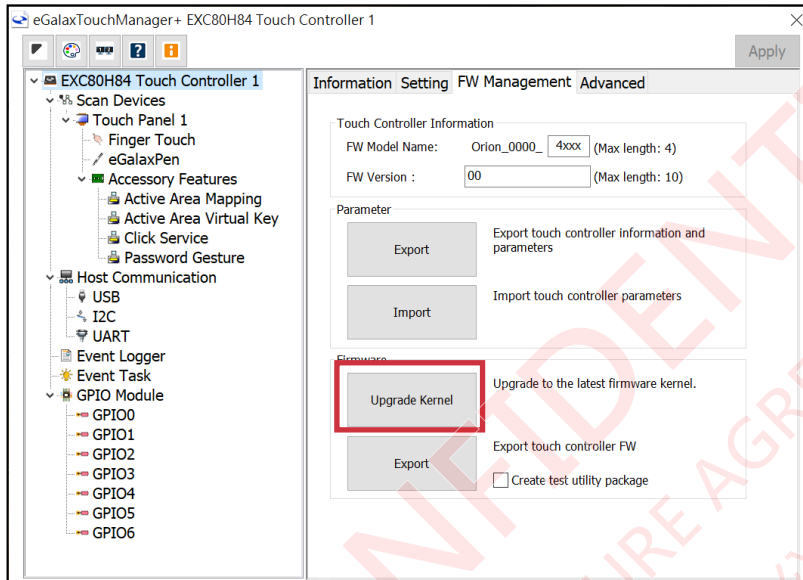 eGalaxTouchManager+ EXC80H84 Touch Controller 1
Apply
EXC80H84 Touch Controller 1
Scan Devices
Touch Panel 1
Finger Touch
eGalaxPen
Accessory Features
Active Area Mapping
Active Area Virtual Key
Click Service
Password Gesture
Host Communication
USB
I2C
UART
Event Logger
Event Task
GPIO Module
GPIO0
GPIO1
GPIO2
GPIO3
GPIO4
GPIO5
GPIO6
Information Setting FW Management Advanced
Touch Controller Information
FW Model Name: Orion_0000_ 4xxx (Max length: 4)
FW Version : 00 (Max length: 10)
Parameter
Export
Export touch controller information and
parameters
Import
Import touch controller parameters
Firmware
Upgrade Kernel
Upgrade to the latest firmware kernel.
Export
Export touch controller FW
Create test utility package